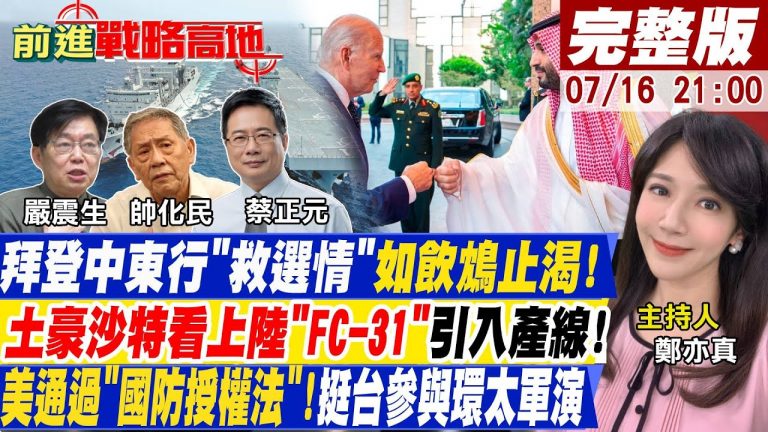 前進戰略高地
完整版
07/16 21:00
嚴震生 帥化民 蔡正元
拜登中東行"救選情"如飲鴆止渴!
土豪沙特看上陸"FC-31"引入產線!
美通過"國防授權法"!挺台參與環太軍演
主持人
鄭亦真